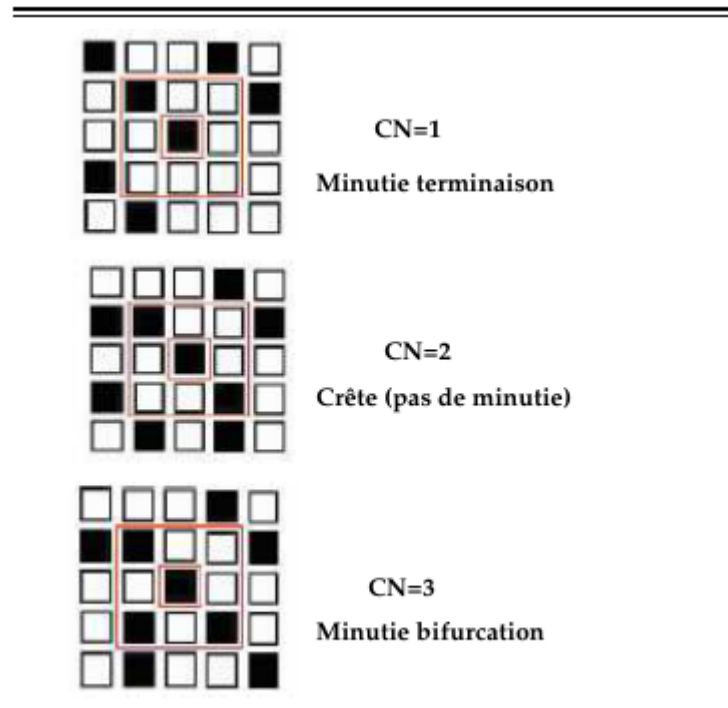 CN=1
Minutie terminaison
CN=2
Crête (pas de minutie)
CN=3
Minutie bifurcation